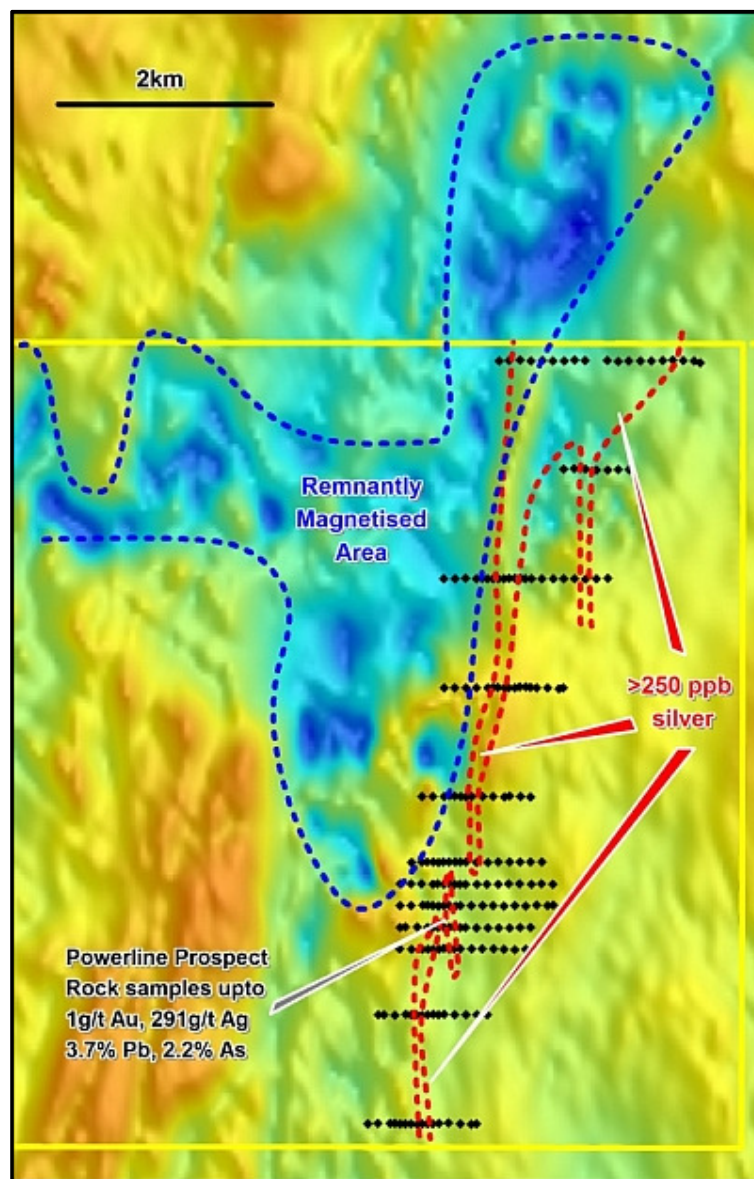 2km
Remnantly
Magnetised
Area
>250 ppb
silver
Powerline Prospect
Rock samples upto
1g/t Au, 291g/t Ag
3.7% Pb, 2.2% As